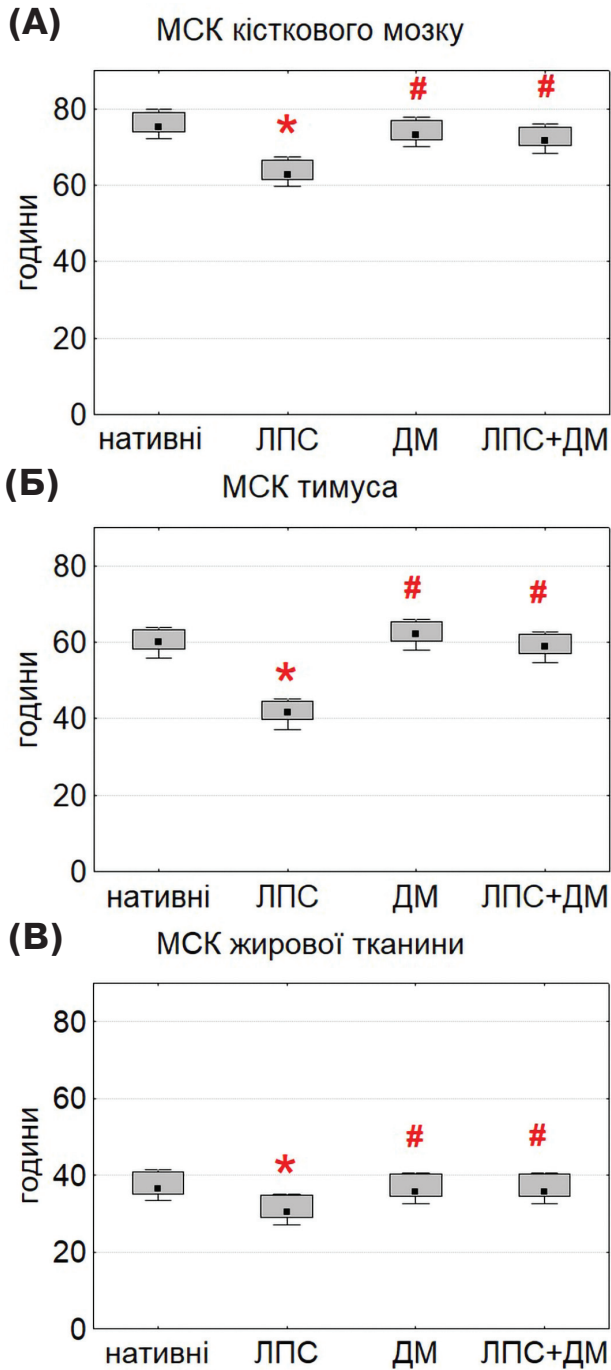 (А) МСК кісткового мозку
години
80
60
40
20
0
* # #
нативні ЛПС ДМ ЛПС+ДМ
(Б) МСК тимуса
години
80
60
40
20
0
* # #
нативні ЛПС ДМ ЛПС+ДМ
(В) МСК жирової тканини
години
80
60
40
20
0
* # #
нативні ЛПС ДМ ЛПС+ДМ